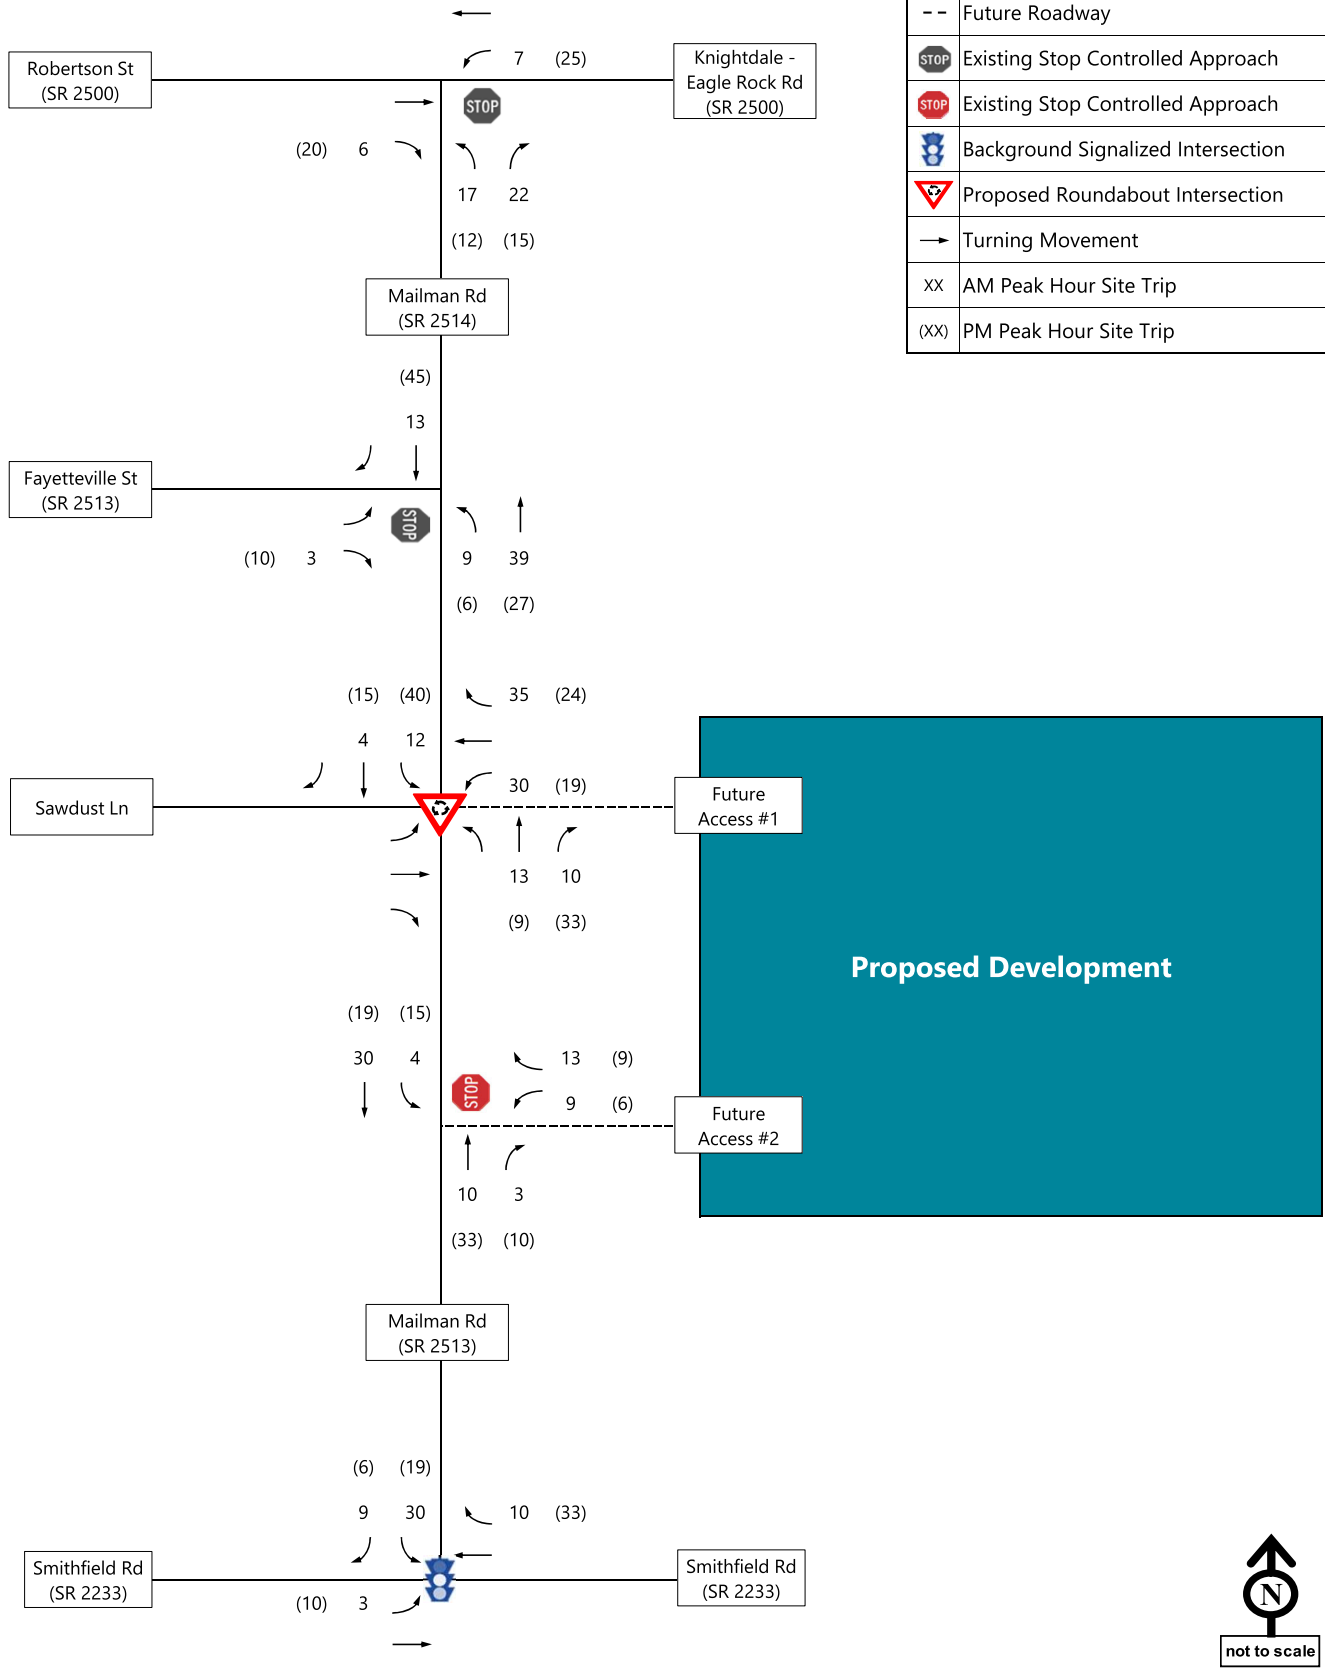 -- Future Roadway
7 (25)
Robertson St
(SR 2500)
Knightdale -
Eagle Rock Rd
(SR 2500)
STOP Existing Stop Controlled Approach
STOP Existing Stop Controlled Approach
Background Signalized Intersection
Proposed Roundabout Intersection
Turning Movement
XX AM Peak Hour Site Trip
(XX) PM Peak Hour Site Trip
STOP
(20) 6
17 22
(12) (15)
Mailman Rd
(SR 2514)
(45)
13
Fayetteville St
(SR 2513)
STOP
(10) 3
9 39
(6) (27)
(15) (40) 35 (24)
4 12
30 (19)
Sawdust Ln
Future
Access #1
13 10
(9) (33)
Proposed Development
(19) (15)
30 4 13 (9)
STOP
9 (6)
Future
Access #2
10 3
(33) (10)
Mailman Rd
(SR 2513)
(6) (19)
9 30 10 (33)
Smithfield Rd
(SR 2233)
Smithfield Rd
(SR 2233)
(10) 3
N
not to scale